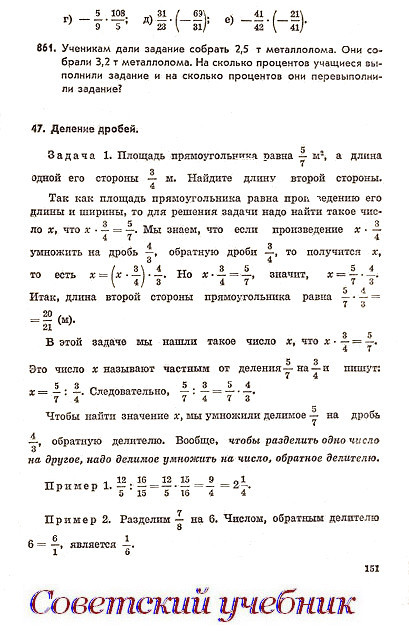 г) −5/9 · 108/5; д) 31/23 · (−69/31); е) −41/42 · (−21/41).
861. Ученикам дали задание собрать 2,5 т металлолома. Они со-
брали 3,2 т металлолома. На сколько процентов учащиеся вы-
полнили задание и на сколько процентов они перевыполни-
ли задание?
47. Деление дробей.
Задача 1. Площадь прямоугольника равна 5/7 м², а длина
одной его стороны 3/4 м. Найдите длину второй стороны.
Так как площадь прямоугольника равна произведению его
длины и ширины, то для решения задачи надо найти такое чис-
ло x, что x · 3/4 = 5/7. Мы знаем, что если произведение x · 3/4
умножить на дробь 4/3, обратную дроби 3/4, то получится x,
то есть x = (x · 3/4) · 4/3. Но x · 3/4 = 5/7, значит, x = 5/7 · 4/3.
Итак, длина второй стороны прямоугольника равна 5/7 · 4/3 =
= 20/21 (м).
В этой задаче мы нашли такое число x, что x · 3/4 = 5/7.
Это число x называют частным от деления 5/7 на 3/4 и пишут:
x = 5/7 : 3/4. Следовательно, 5/7 : 3/4 = 5/7 · 4/3.
Чтобы найти значение x, мы умножили делимое 5/7 на дробь
4/3, обратную делителю. Вообще, чтобы разделить одно число
на другое, надо делимое умножить на число, обратное делителю.
Пример 1. 12/5 : 16/15 = 12/5 · 15/16 = 9/4 = 2 1/4.
Пример 2. Разделим 7/8 на 6. Числом, обратным делителю
6 = 6/1, является 1/6.
151
Советский учебник